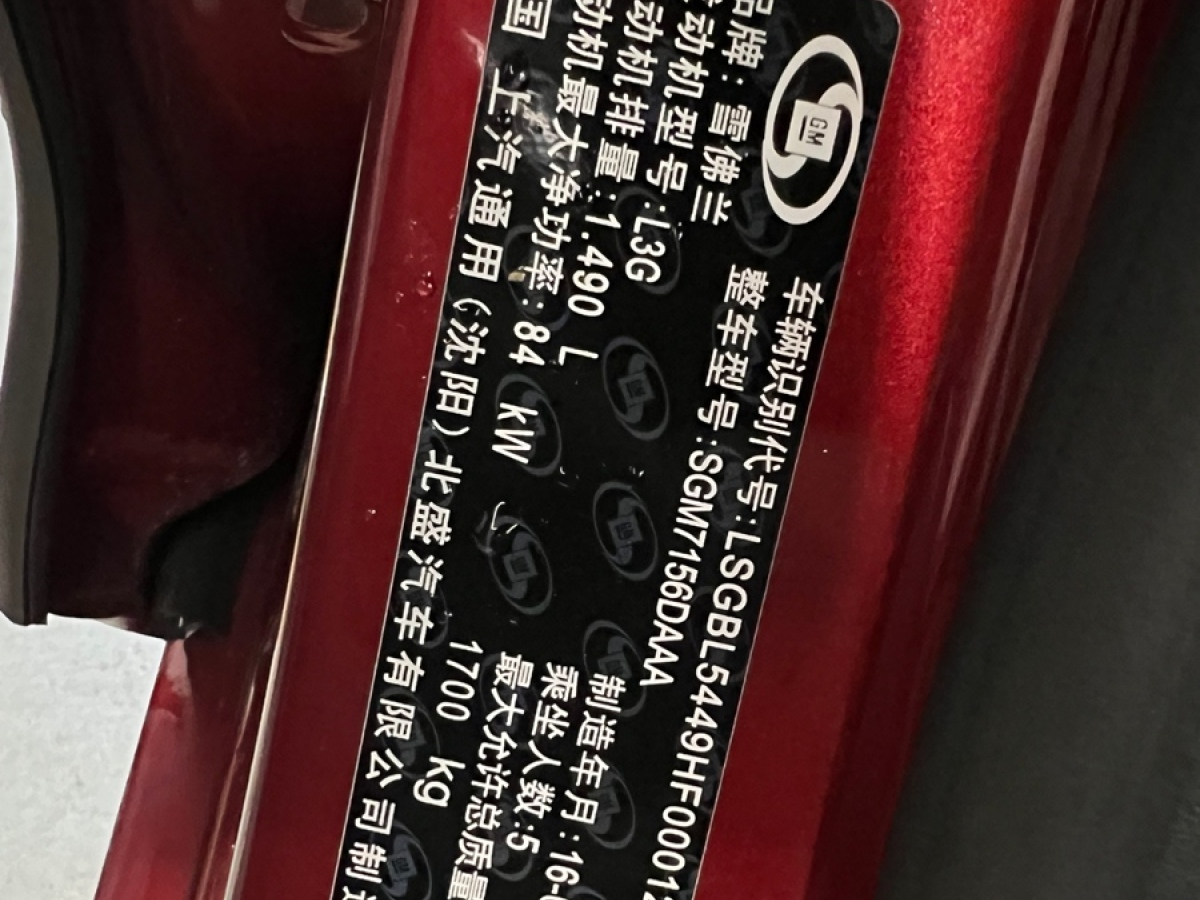 GM
车辆识别代号:LSGBL5449HF00012
整车型号:SGM7156DAAA
品牌:雪佛兰
动机型号:L3G
制造年月:16-
动机排量:1.490 L
乘坐人数:5
动机最大净功率:84 kW
最大允许总质量
1700 kg
国 上汽通用(沈阳)北盛汽车有限公司制造